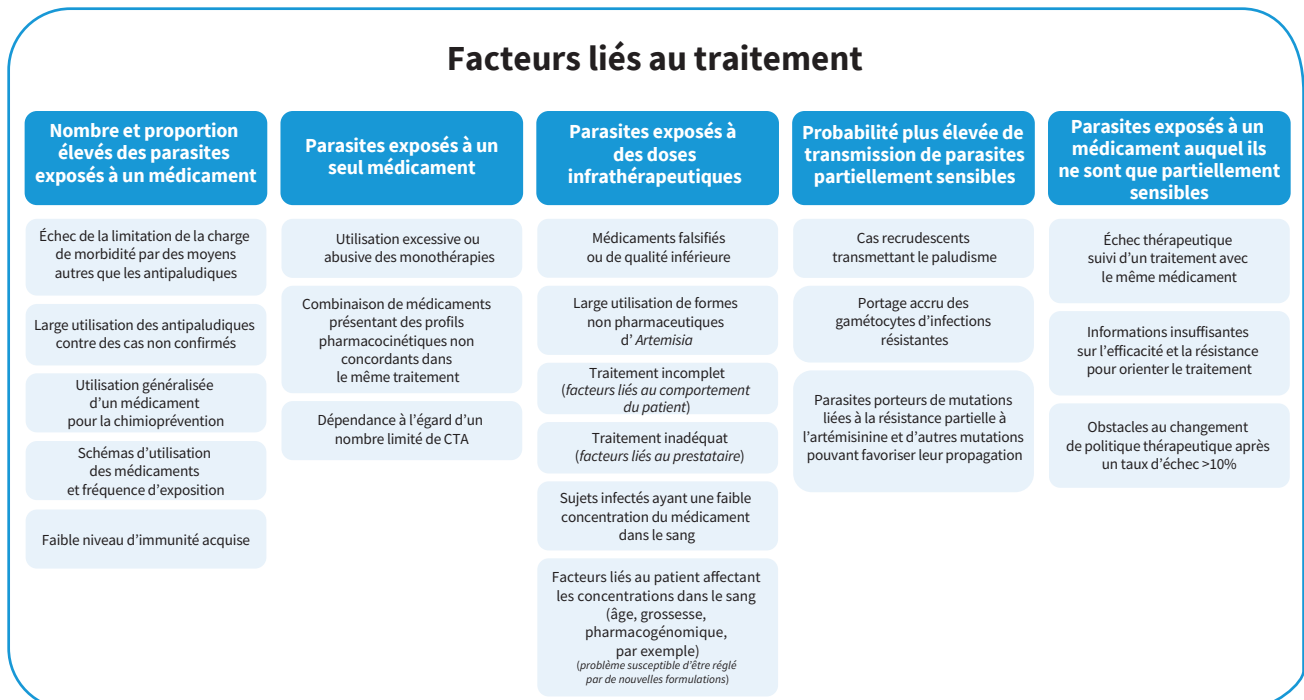 Facteurs liés au traitement
Nombre et proportion
élevés des parasites
exposés à un médicament
Échec de la limitation de la charge
de morbidité par des moyens
autres que les antipaludiques
Large utilisation des antipaludiques
contre des cas non confirmés
Utilisation généralisée
d’un médicament
pour la chimioprévention
Schémas d’utilisation
des médicaments
et fréquence d’exposition
Faible niveau d’immunité acquise
Parasites exposés à un
seul médicament
Utilisation excessive ou
abusive des monothérapies
Combinaison de médicaments
présentant des profils
pharmacocinétiques non
concordants dans
le même traitement
Dépendance à l’égard d’un
nombre limité de CTA
Parasites exposés à
des doses
infrathérapeutiques
Médicaments falsifiés
ou de qualité inférieure
Large utilisation de formes
non pharmaceutiques
d’ Artemisia
Traitement incomplet
(facteurs liés au comportement
du patient)
Traitement inadéquat
(facteurs liés au prestataire)
Sujets infectés ayant une faible
concentration du médicament
dans le sang
Facteurs liés au patient affectant
les concentrations dans le sang
(âge, grossesse,
pharmacogénomique,
par exemple)
(problème susceptible d’être réglé
par de nouvelles formulations)
Probabilité plus élevée de
transmission de parasites
partiellement sensibles
Cas recrudescents
transmettant le paludisme
Portage accru des
gamétocytes d’infections
résistantes
Parasites porteurs de mutations
liées à la résistance partielle à
l’artémisinine et d’autres mutations
pouvant favoriser leur propagation
Parasites exposés à un
médicament auquel ils
ne sont que partiellement
sensibles
Échec thérapeutique
suivi d’un traitement avec
le même médicament
Informations insuffisantes
sur l’efficacité et la résistance
pour orienter le traitement
Obstacles au changement
de politique thérapeutique après
un taux d’échec >10%